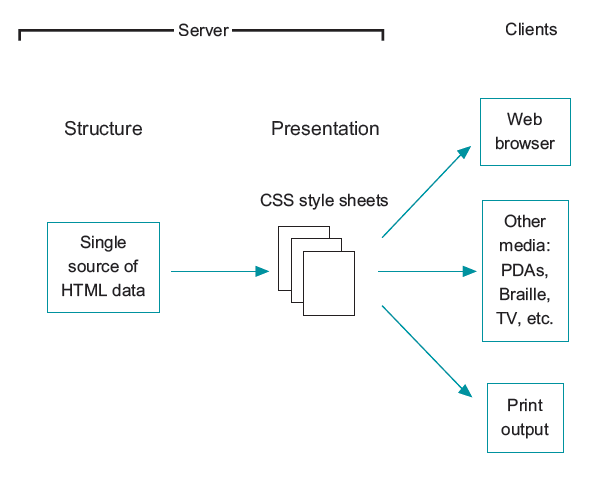 Server
Clients
Structure
Presentation
CSS style sheets
Single
source of
HTML data
Web
browser
Other
media:
PDAs,
Braille,
TV, etc.
Print
output